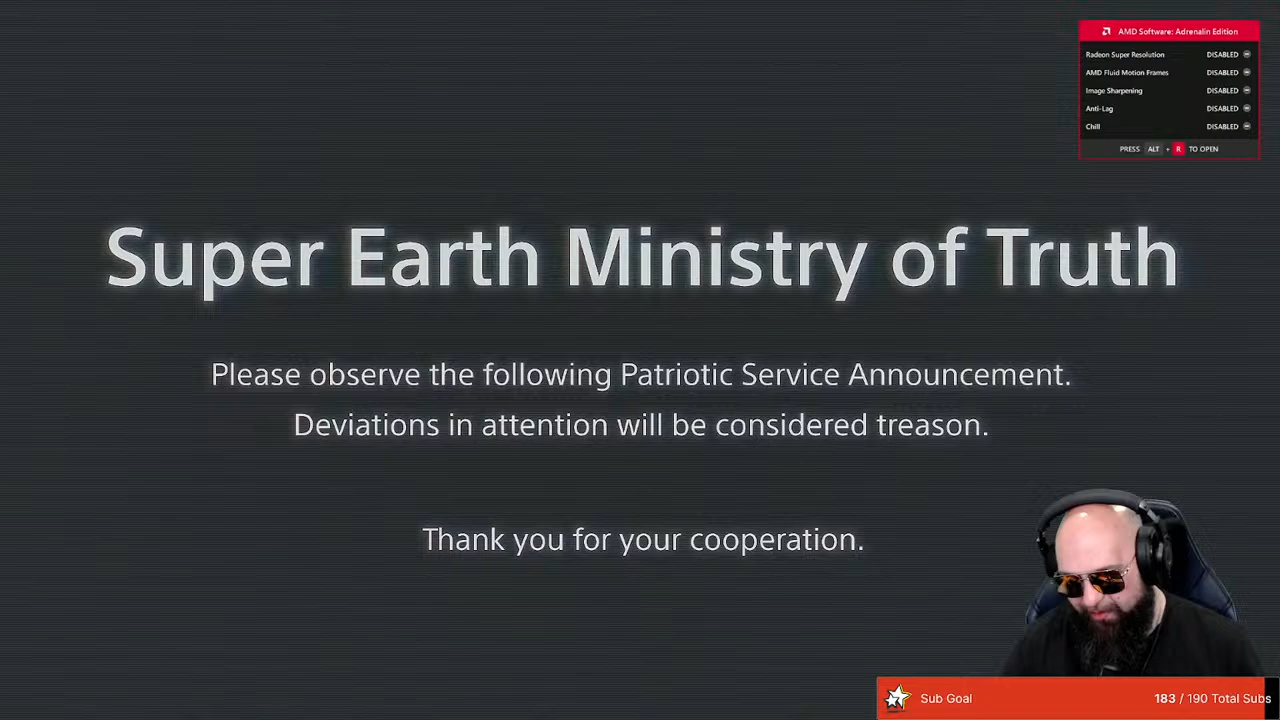 AMD Software: Adrenalin Edition
Radeon Super Resolution DISABLED
AMD Fluid Motion Frames DISABLED
Image Sharpening DISABLED
Anti-Lag DISABLED
Chill DISABLED
PRESS ALT + R TO OPEN
Super Earth Ministry of Truth
Please observe the following Patriotic Service Announcement.
Deviations in attention will be considered treason.
Thank you for your cooperation.
Sub Goal 183 / 190 Total Subs